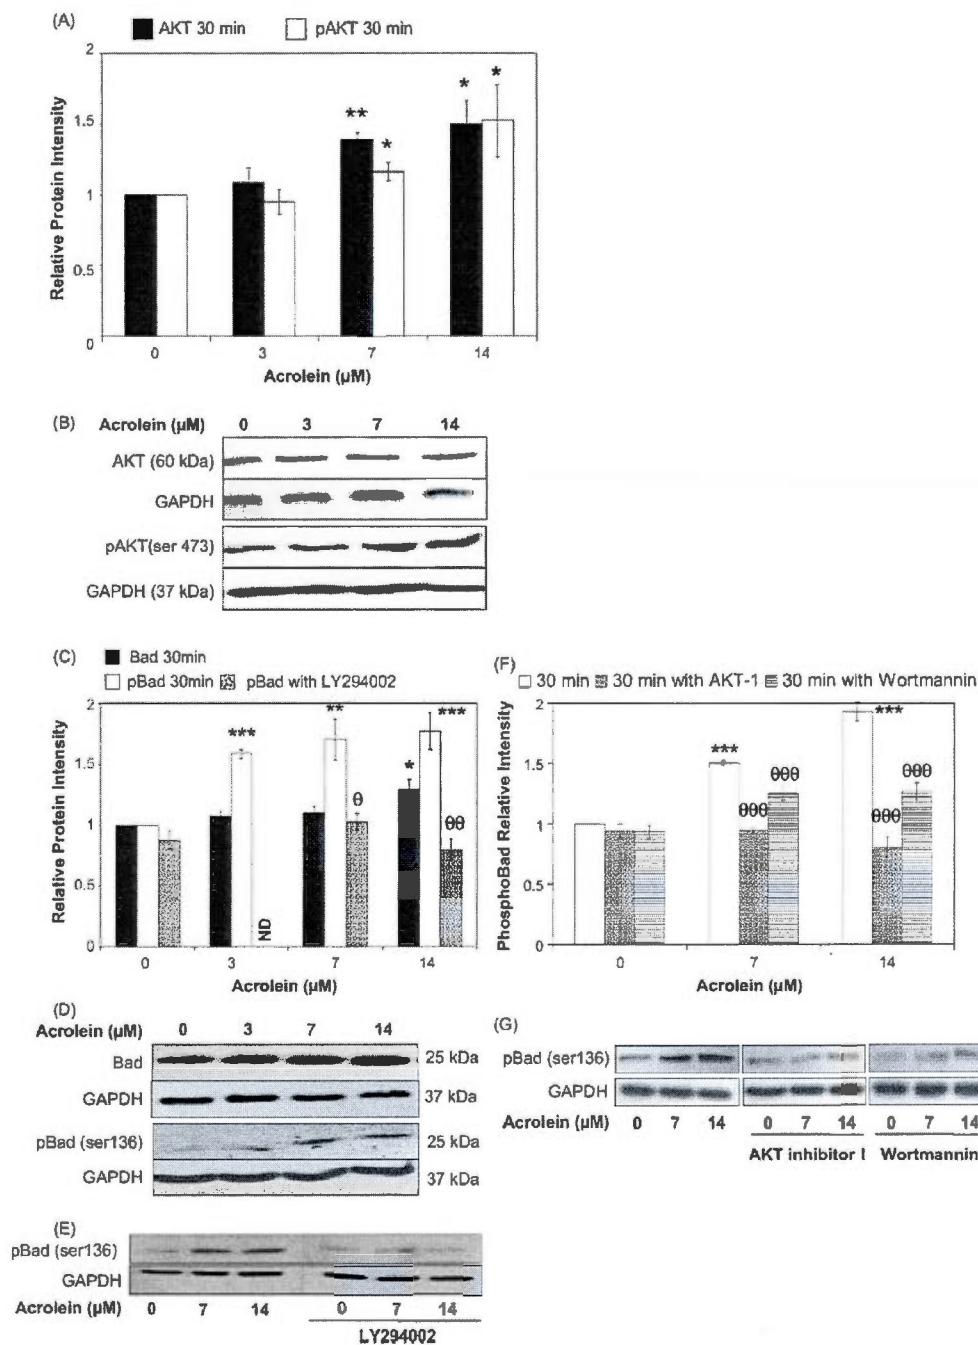 (A)
AKT 30 min pAKT 30 min
Relative Protein Intensity
2
1.5
1
0.5
0
** * * *
0 3 7 14
Acrolein (µM)
(B) Acrolein (µM) 0 3 7 14
AKT (60 kDa)
GAPDH
pAKT(ser 473)
GAPDH (37 kDa)
(C) Bad 30min
pBad 30min pBad with LY294002
Relative Protein Intensity
2
1.5
1
0.5
0
*** ** θ * *** θθ
ND
0 3 7 14
Acrolein (µM)
(F) 30 min 30 min with AKT-1 30 min with Wortmannin
PhosphoBad Relative Intensity
2
1.5
1
0.5
0
*** θθθ θθθ *** θθθ θθθ
0 7 14
Acrolein (µM)
(D)
Acrolein (µM) 0 3 7 14
Bad 25 kDa
GAPDH 37 kDa
pBad (ser136) 25 kDa
GAPDH 37 kDa
(G)
pBad (ser136)
GAPDH
Acrolein (µM) 0 7 14 0 7 14 0 7 14
AKT inhibitor I Wortmannin
(E)
pBad (ser136)
GAPDH
Acrolein (µM) 0 7 14 0 7 14
LY294002